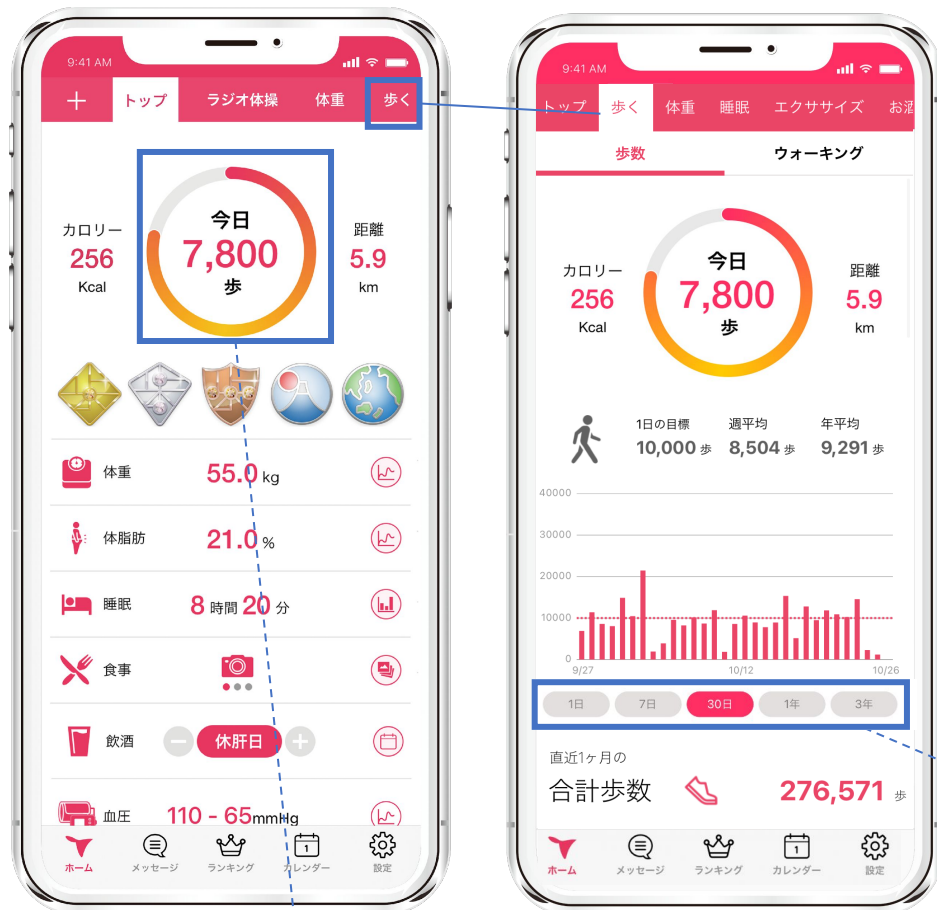 9:41 AM
トップ
ラジオ体操
体重
歩く
カロリー
256
Kcal
今日
7,800
歩
距離
5.9
km
体重
55.0 kg
体脂肪
21.0 %
睡眠
8 時間 20 分
食事
飲酒
休肝日
血圧
110 - 65mmHg
ホーム
メッセージ
ランキング
カレンダー
1
設定
9:41 AM
トップ
歩く
体重
睡眠
エクササイズ
お酒
歩数
ウォーキング
カロリー
256
Kcal
今日
7,800
歩
距離
5.9
km
1日の目標
10,000 歩
週平均
8,504 歩
年平均
9,291 歩
40000
30000
20000
10000
0
9/27
10/12
10/26
1日
7日
30日
1年
3年
直近1ヶ月の
合計歩数
276,571 歩
ホーム
メッセージ
ランキング
カレンダー
1
設定